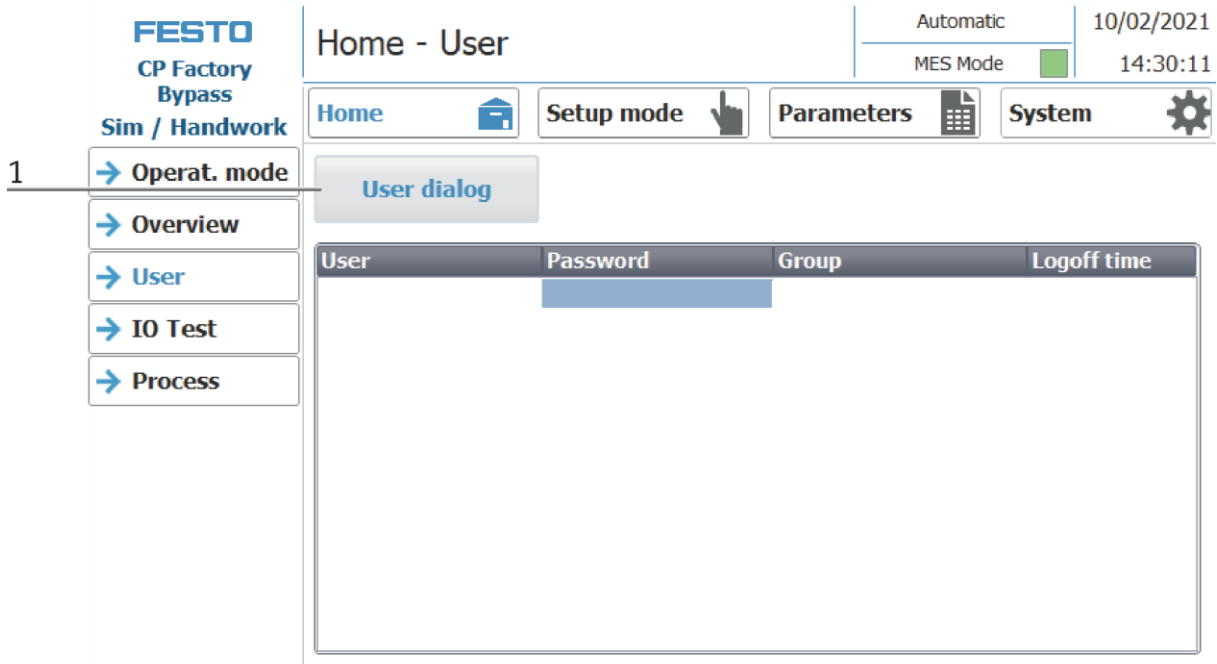 FESTO
CP Factory
Bypass
Sim / Handwork
Home - User
Automatic
MES Mode
10/02/2021
14:30:11
Home
Setup mode
Parameters
System
1
Operat. mode
Overview
User
IO Test
Process
User dialog
User Password Group Logoff time